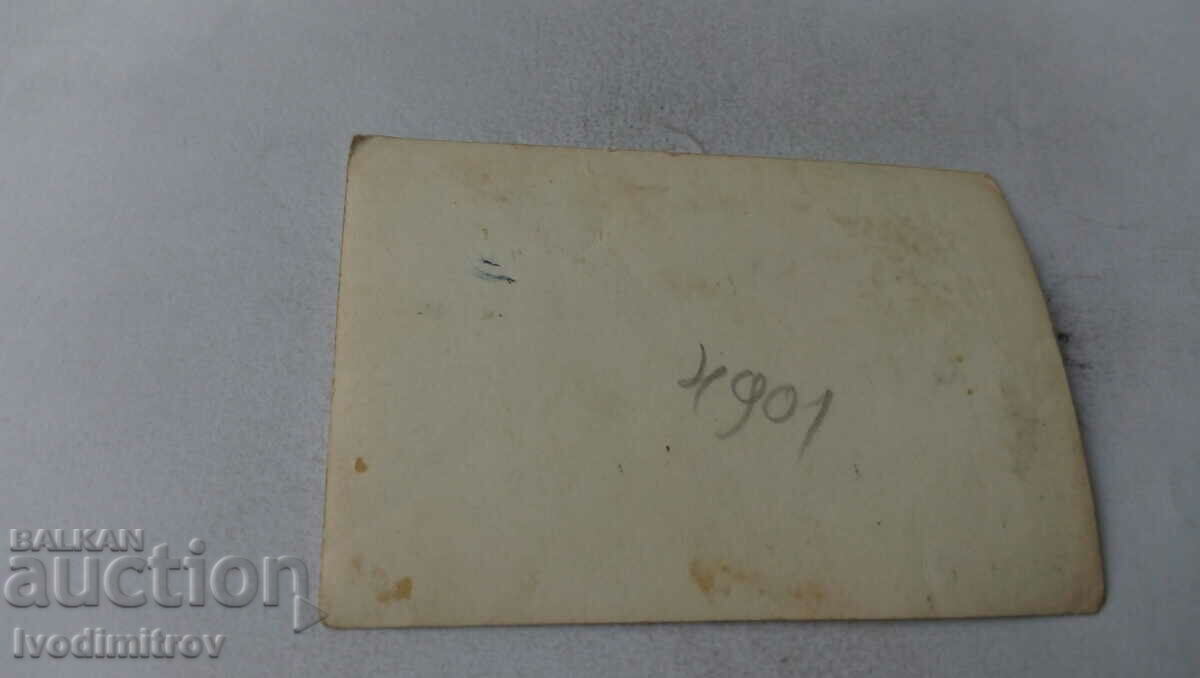 4901
BALKAN
auction
Ivodimitrov